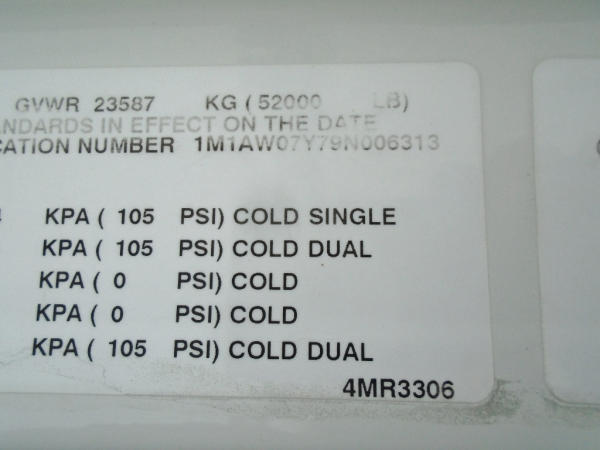 GVWR 23587 KG ( 52000 LB)
ANDARDS IN EFFECT ON THE DATE
CATION NUMBER 1M1AW07Y79N006313
KPA ( 105 PSI) COLD SINGLE
KPA ( 105 PSI) COLD DUAL
KPA ( 0 PSI) COLD
KPA ( 0 PSI) COLD
KPA ( 105 PSI) COLD DUAL
4MR3306